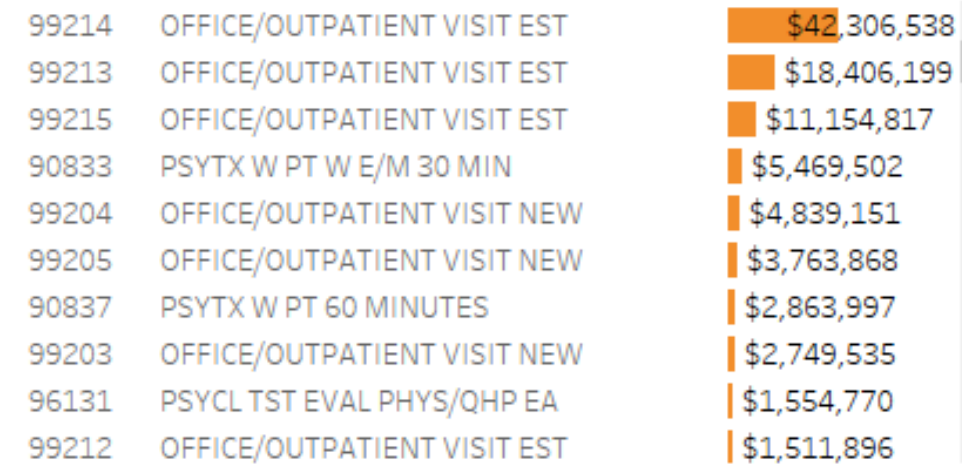 99214 OFFICE/OUTPATIENT VISIT EST $42,306,538
99213 OFFICE/OUTPATIENT VISIT EST $18,406,199
99215 OFFICE/OUTPATIENT VISIT EST $11,154,817
90833 PSYTX W PT W E/M 30 MIN $5,469,502
99204 OFFICE/OUTPATIENT VISIT NEW $4,839,151
99205 OFFICE/OUTPATIENT VISIT NEW $3,763,868
90837 PSYTX W PT 60 MINUTES $2,863,997
99203 OFFICE/OUTPATIENT VISIT NEW $2,749,535
96131 PSYCL TST EVAL PHYS/QHP EA $1,554,770
99212 OFFICE/OUTPATIENT VISIT EST $1,511,896